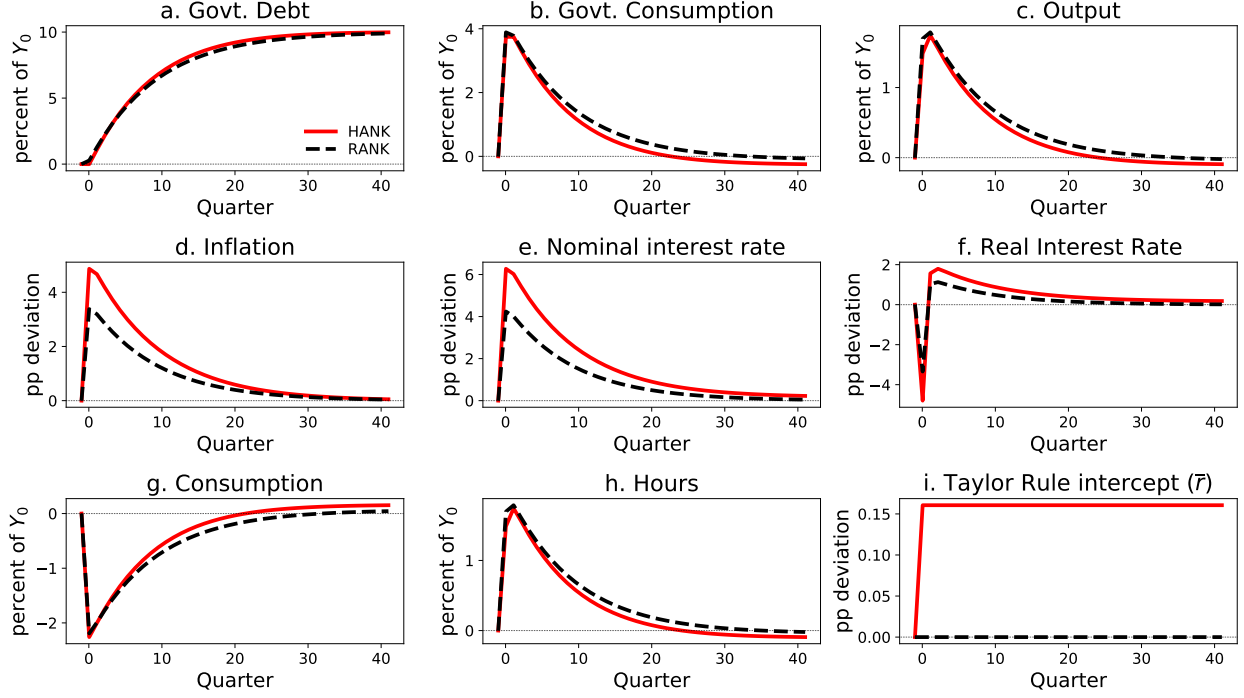 a. Govt. Debt
percent of Y0
10
5
0
HANK
RANK
0 10 20 30 40
Quarter
b. Govt. Consumption
percent of Y0
4
2
0
0 10 20 30 40
Quarter
c. Output
percent of Y0
1
0
0 10 20 30 40
Quarter
d. Inflation
pp deviation
4
2
0
0 10 20 30 40
Quarter
e. Nominal interest rate
pp deviation
6
4
2
0
0 10 20 30 40
Quarter
f. Real Interest Rate
pp deviation
2
0
−2
−4
0 10 20 30 40
Quarter
g. Consumption
percent of Y0
0
−1
−2
0 10 20 30 40
Quarter
h. Hours
percent of Y0
1
0
0 10 20 30 40
Quarter
i. Taylor Rule intercept (r̄)
pp deviation
0.15
0.10
0.05
0.00
0 10 20 30 40
Quarter